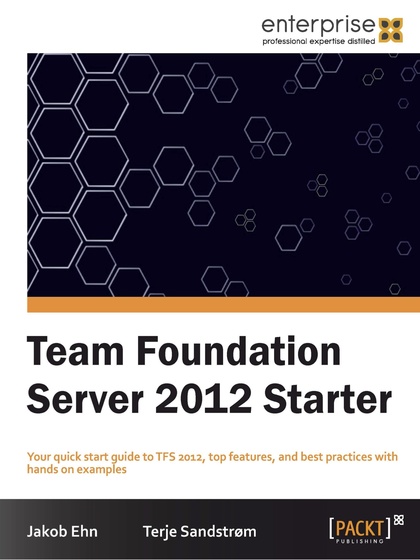 enterprise
professional expertise distilled
Team Foundation
Server 2012 Starter
Your quick start guide to TFS 2012, top features, and best practices with
hands on examples
Jakob Ehn Terje Sandstrøm
[PACKT]
PUBLISHING